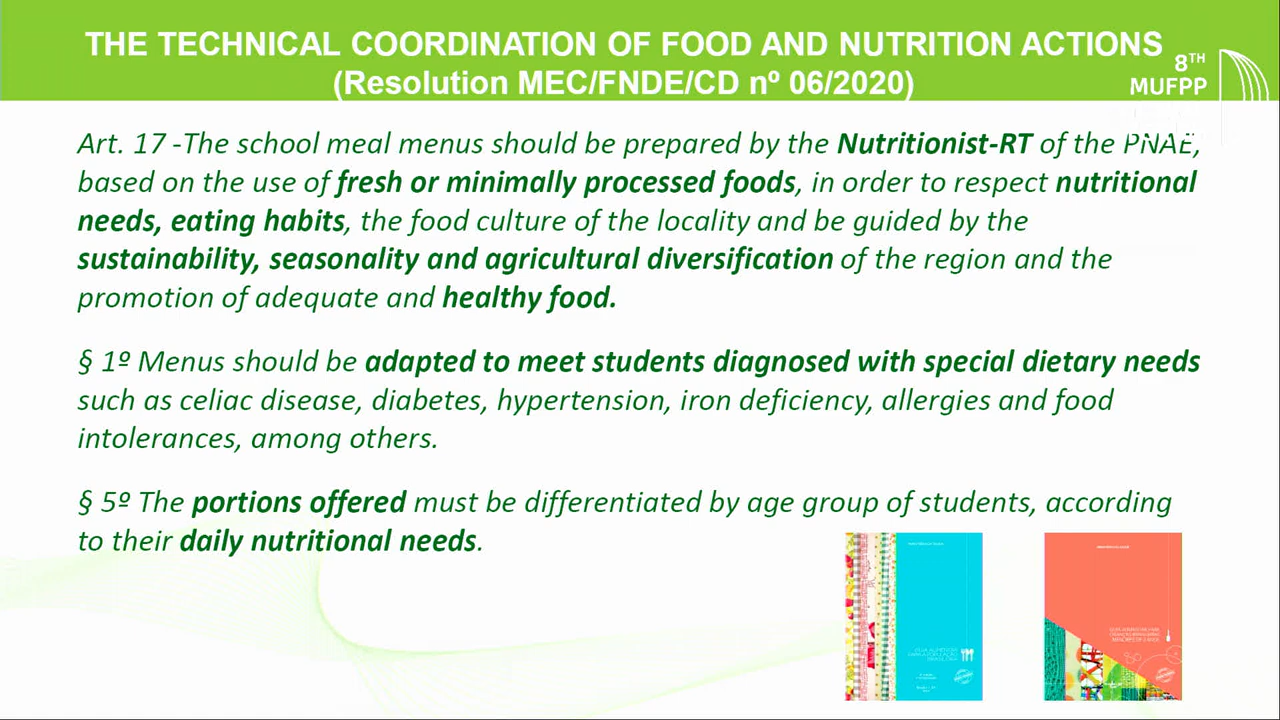 THE TECHNICAL COORDINATION OF FOOD AND NUTRITION ACTIONS
(Resolution MEC/FNDE/CD nº 06/2020)
8TH
MUFPP
Art. 17 -The school meal menus should be prepared by the Nutritionist-RT of the PNAE,
based on the use of fresh or minimally processed foods, in order to respect nutritional
needs, eating habits, the food culture of the locality and be guided by the
sustainability, seasonality and agricultural diversification of the region and the
promotion of adequate and healthy food.
§ 1º Menus should be adapted to meet students diagnosed with special dietary needs
such as celiac disease, diabetes, hypertension, iron deficiency, allergies and food
intolerances, among others.
§ 5º The portions offered must be differentiated by age group of students, according
to their daily nutritional needs.